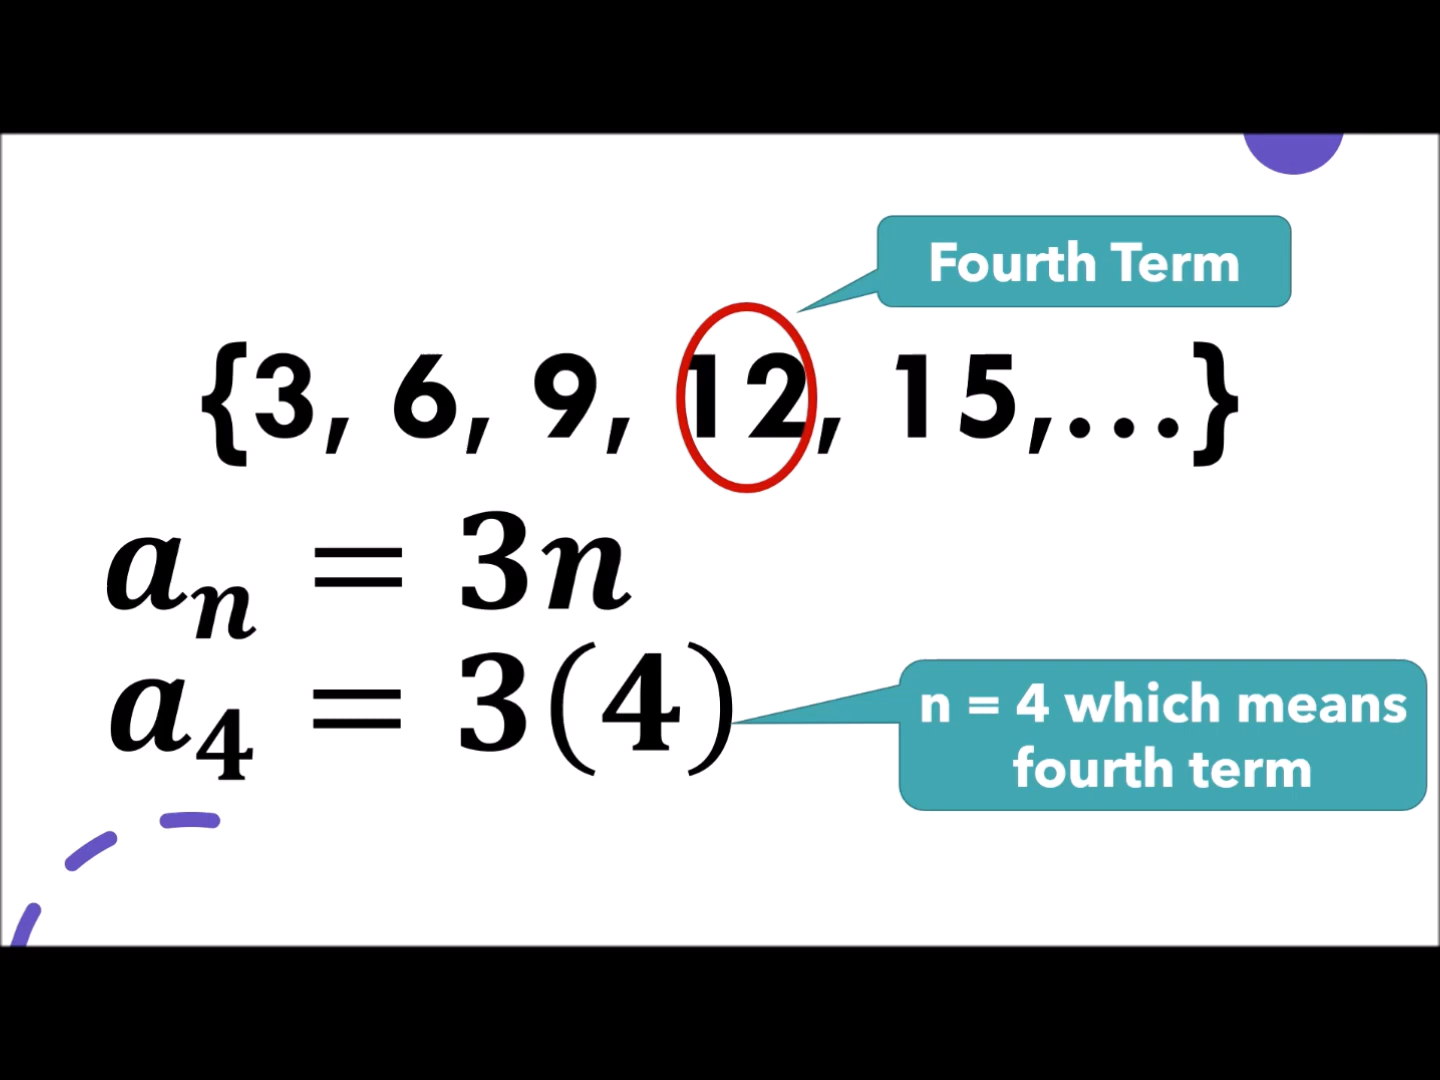 Fourth Term
{3, 6, 9, 12, 15,...}
aₙ = 3n
a₄ = 3(4)
n = 4 which means
fourth term